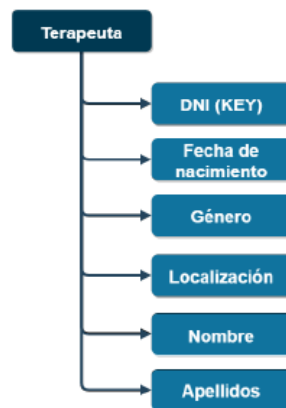 Terapeuta
DNI (KEY)
Fecha de
nacimiento
Género
Localización
Nombre
Apellidos